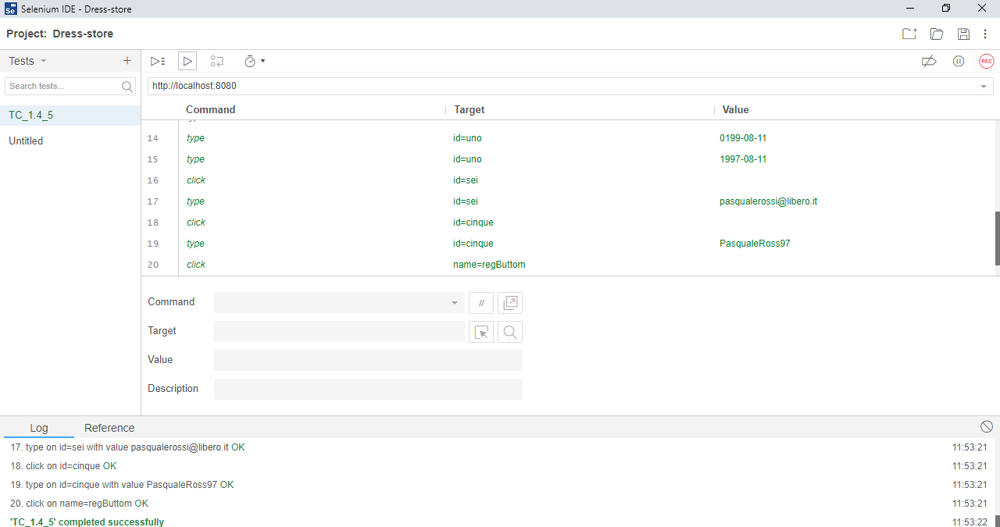 Se Selenium IDE - Dress-store
Project: Dress-store
Tests
Search tests...
TC_1.4_5
Untitled
REC
http://localhost:8080
Command Target Value
14 type id=uno 0199-08-11
15 type id=uno 1997-08-11
16 click id=sei
17 type id=sei pasqualerossi@libero.it
18 click id=cinque
19 type id=cinque PasqualeRoss97
20 click name=regButtom
Command //
Target
Value
Description
Log Reference
17. type on id=sei with value pasqualerossi@libero.it OK 11:53:21
18. click on id=cinque OK 11:53:21
19. type on id=cinque with value PasqualeRoss97 OK 11:53:21
20. click on name=regButtom OK 11:53:21
'TC_1.4_5' completed successfully 11:53:22